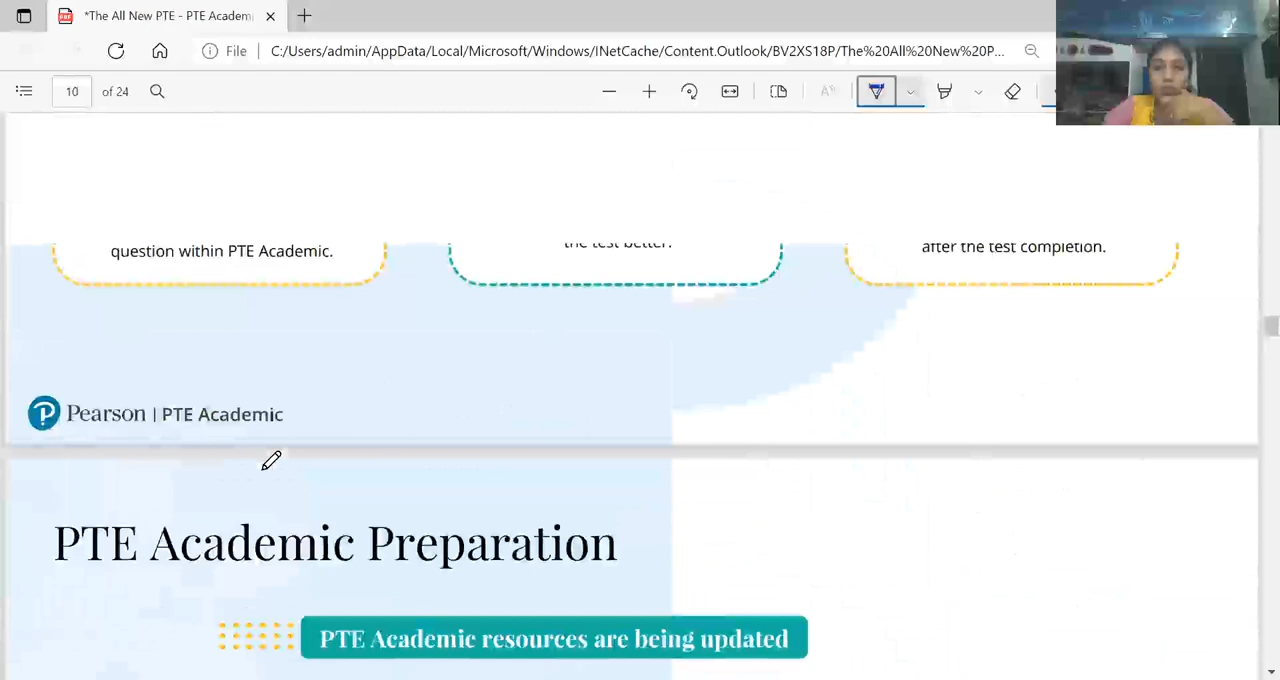 *The All New PTE - PTE Academ
File
C:/Users/admin/AppData/Local/Microsoft/Windows/INetCache/Content.Outlook/BV2XS18P/The%20All%20New%20P...
10 of 24
question within PTE Academic.
the test better.
after the test completion.
Pearson | PTE Academic
PTE Academic Preparation
PTE Academic resources are being updated